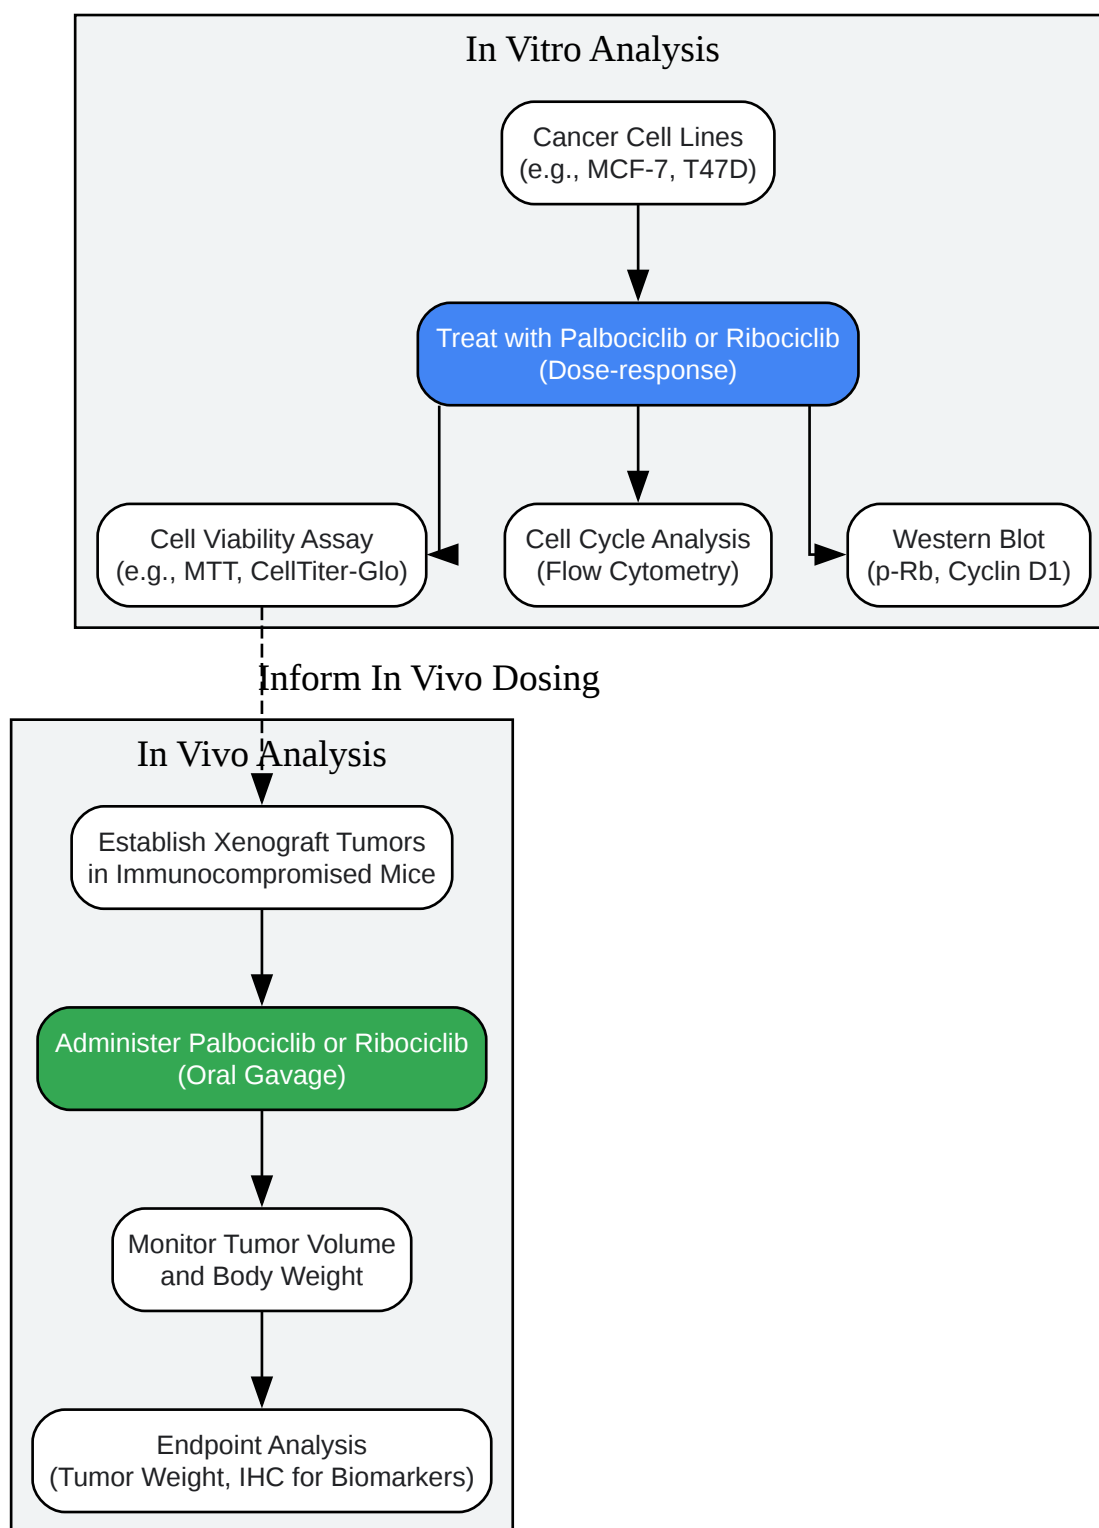 In Vitro Analysis
Cancer Cell Lines
(e.g., MCF-7, T47D)
Treat with Palbociclib or Ribociclib
(Dose-response)
Cell Viability Assay
(e.g., MTT, CellTiter-Glo)
Cell Cycle Analysis
(Flow Cytometry)
Western Blot
(p-Rb, Cyclin D1)
Inform In Vivo Dosing
In Vivo Analysis
Establish Xenograft Tumors
in Immunocompromised Mice
Administer Palbociclib or Ribociclib
(Oral Gavage)
Monitor Tumor Volume
and Body Weight
Endpoint Analysis
(Tumor Weight, IHC for Biomarkers)